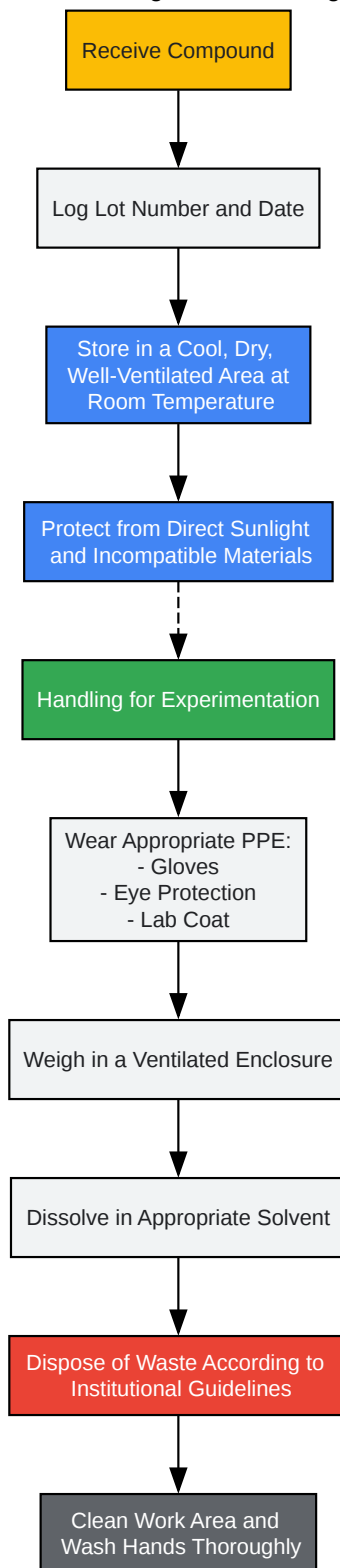 Receive Compound
Log Lot Number and Date
Store in a Cool, Dry,
Well-Ventilated Area at
Room Temperature
Protect from Direct Sunlight
and Incompatible Materials
Handling for Experimentation
Wear Appropriate PPE:
- Gloves
- Eye Protection
- Lab Coat
Weigh in a Ventilated Enclosure
Dissolve in Appropriate Solvent
Dispose of Waste According to
Institutional Guidelines
Clean Work Area and
Wash Hands Thoroughly